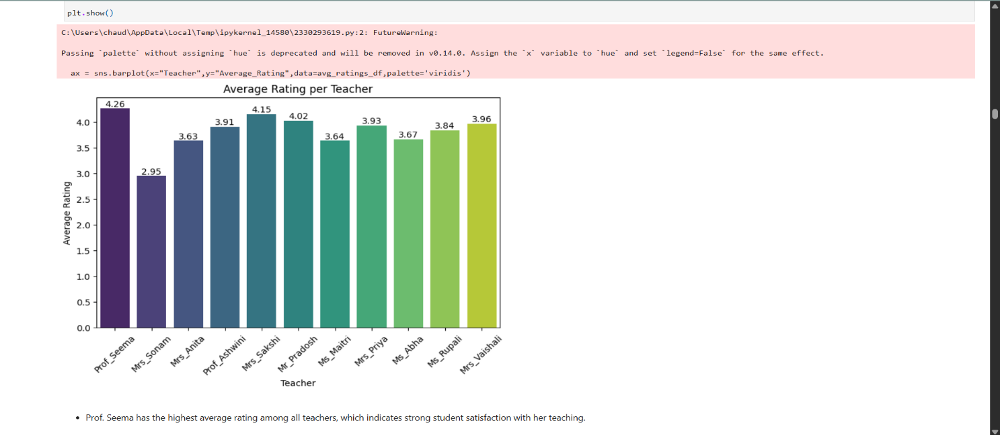 plt.show()
C:\Users\chaud\AppData\Local\Temp\ipykernel_14580\2330293619.py:2: FutureWarning:
Passing `palette` without assigning `hue` is deprecated and will be removed in v0.14.0. Assign the `x` variable to `hue` and set `legend=False` for the same effect.
ax = sns.barplot(x="Teacher",y="Average_Rating",data=avg_ratings_df,palette='viridis')
Average Rating per Teacher
4.26
2.95
3.63
3.91
4.15
4.02
3.64
3.93
3.67
3.84
3.96
4.0
3.5
3.0
2.5
2.0
1.5
1.0
0.5
0.0
Average Rating
Prof_Seema
Mrs_Sonam
Mrs_Anita
Prof_Ashwini
Mrs_Sakshi
Mr_Pradosh
Ms_Maitri
Mrs_Priya
Ms_Abha
Ms_Rupali
Mrs_Vaishali
Teacher
• Prof. Seema has the highest average rating among all teachers, which indicates strong student satisfaction with her teaching.